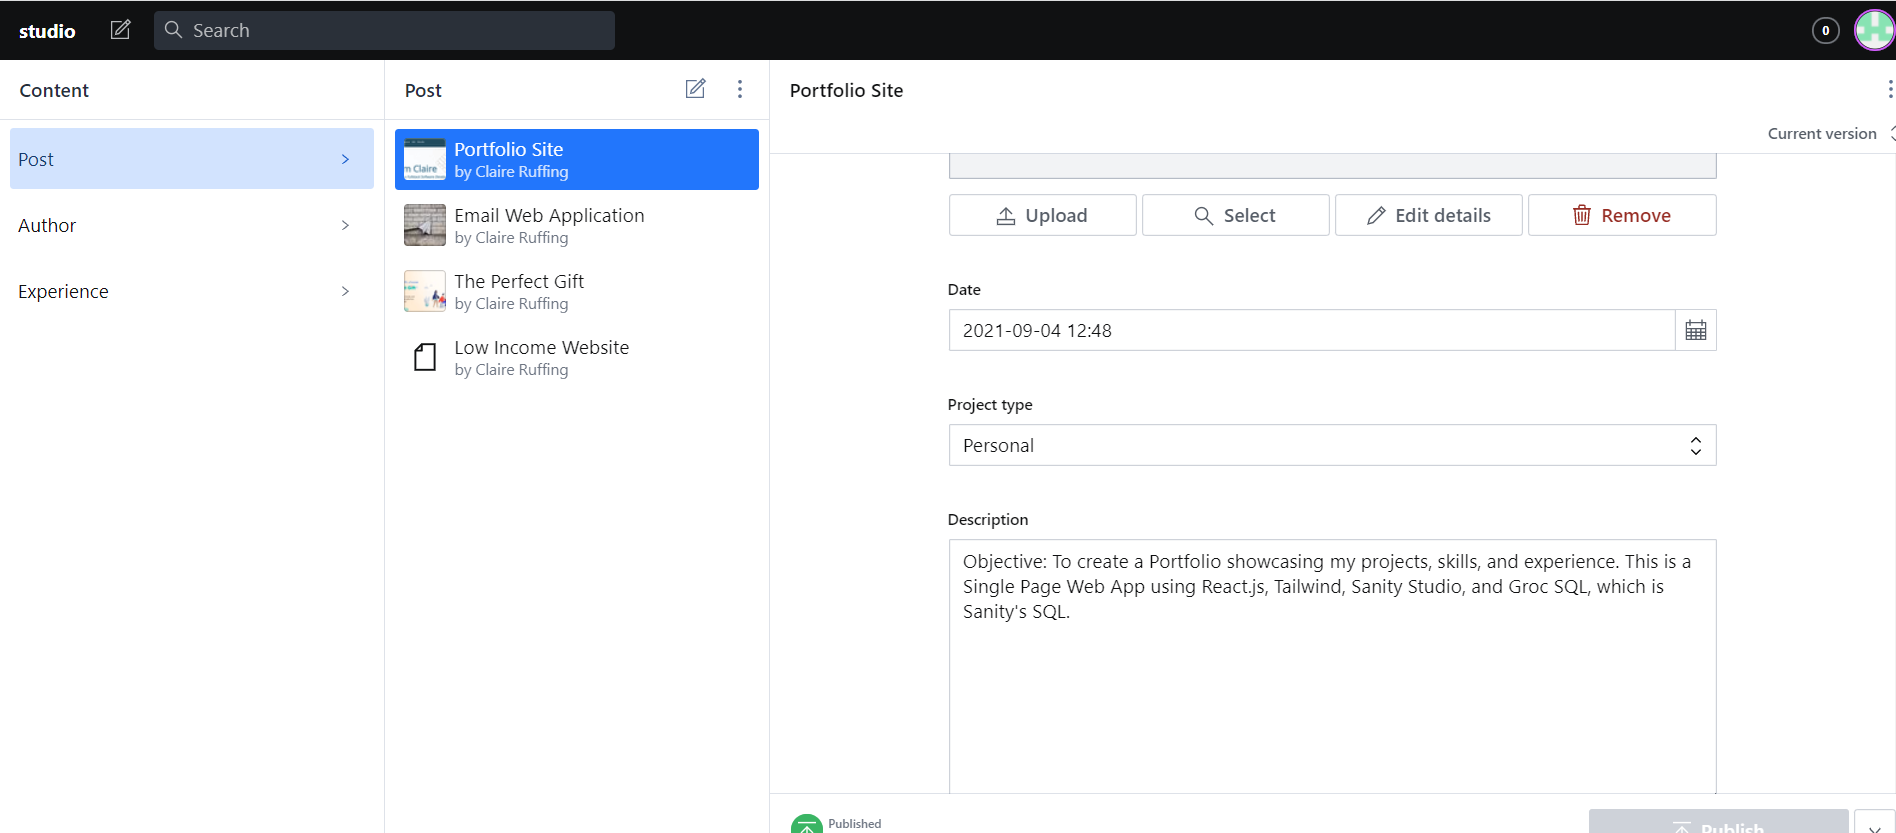 studio
Search
0
Content
Post
Author
Experience
Post
m Claire
Portfolio Site
by Claire Ruffing
Email Web Application
by Claire Ruffing
The Perfect Gift
by Claire Ruffing
Low Income Website
by Claire Ruffing
Portfolio Site
Current version
Upload
Select
Edit details
Remove
Date
2021-09-04 12:48
Project type
Personal
Description
Objective: To create a Portfolio showcasing my projects, skills, and experience. This is a
Single Page Web App using React.js, Tailwind, Sanity Studio, and Groc SQL, which is
Sanity's SQL.
Published
Publish